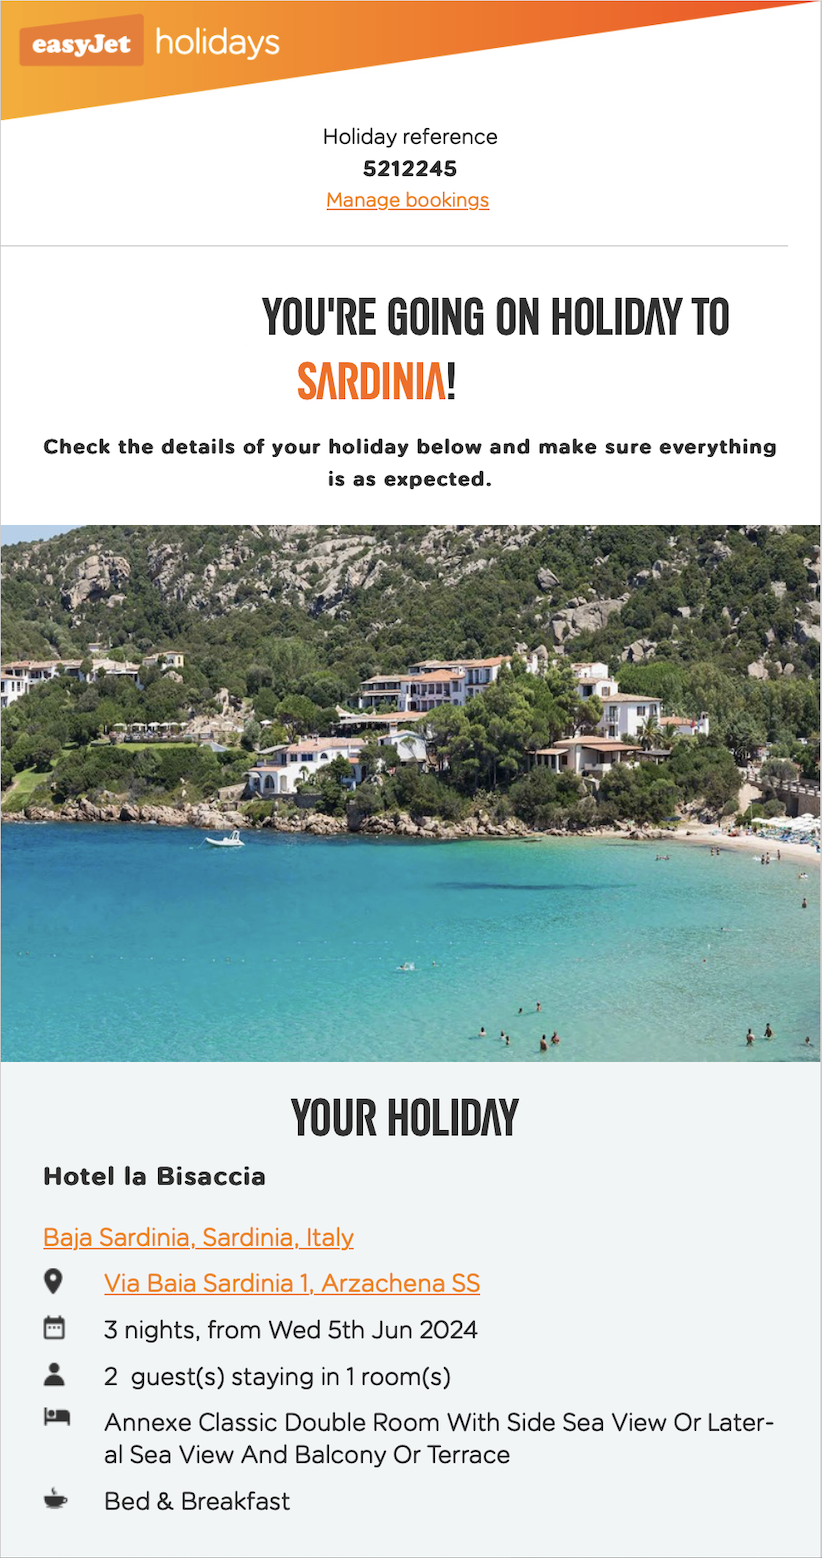 easyJet holidays
Holiday reference
5212245
Manage bookings
YOU'RE GOING ON HOLIDAY TO
SARDINIA!
Check the details of your holiday below and make sure everything
is as expected.
YOUR HOLIDAY
Hotel la Bisaccia
Baja Sardinia, Sardinia, Italy
Via Baia Sardinia 1, Arzachena SS
3 nights, from Wed 5th Jun 2024
2 guest(s) staying in 1 room(s)
Annexe Classic Double Room With Side Sea View Or Later-
al Sea View And Balcony Or Terrace
Bed & Breakfast